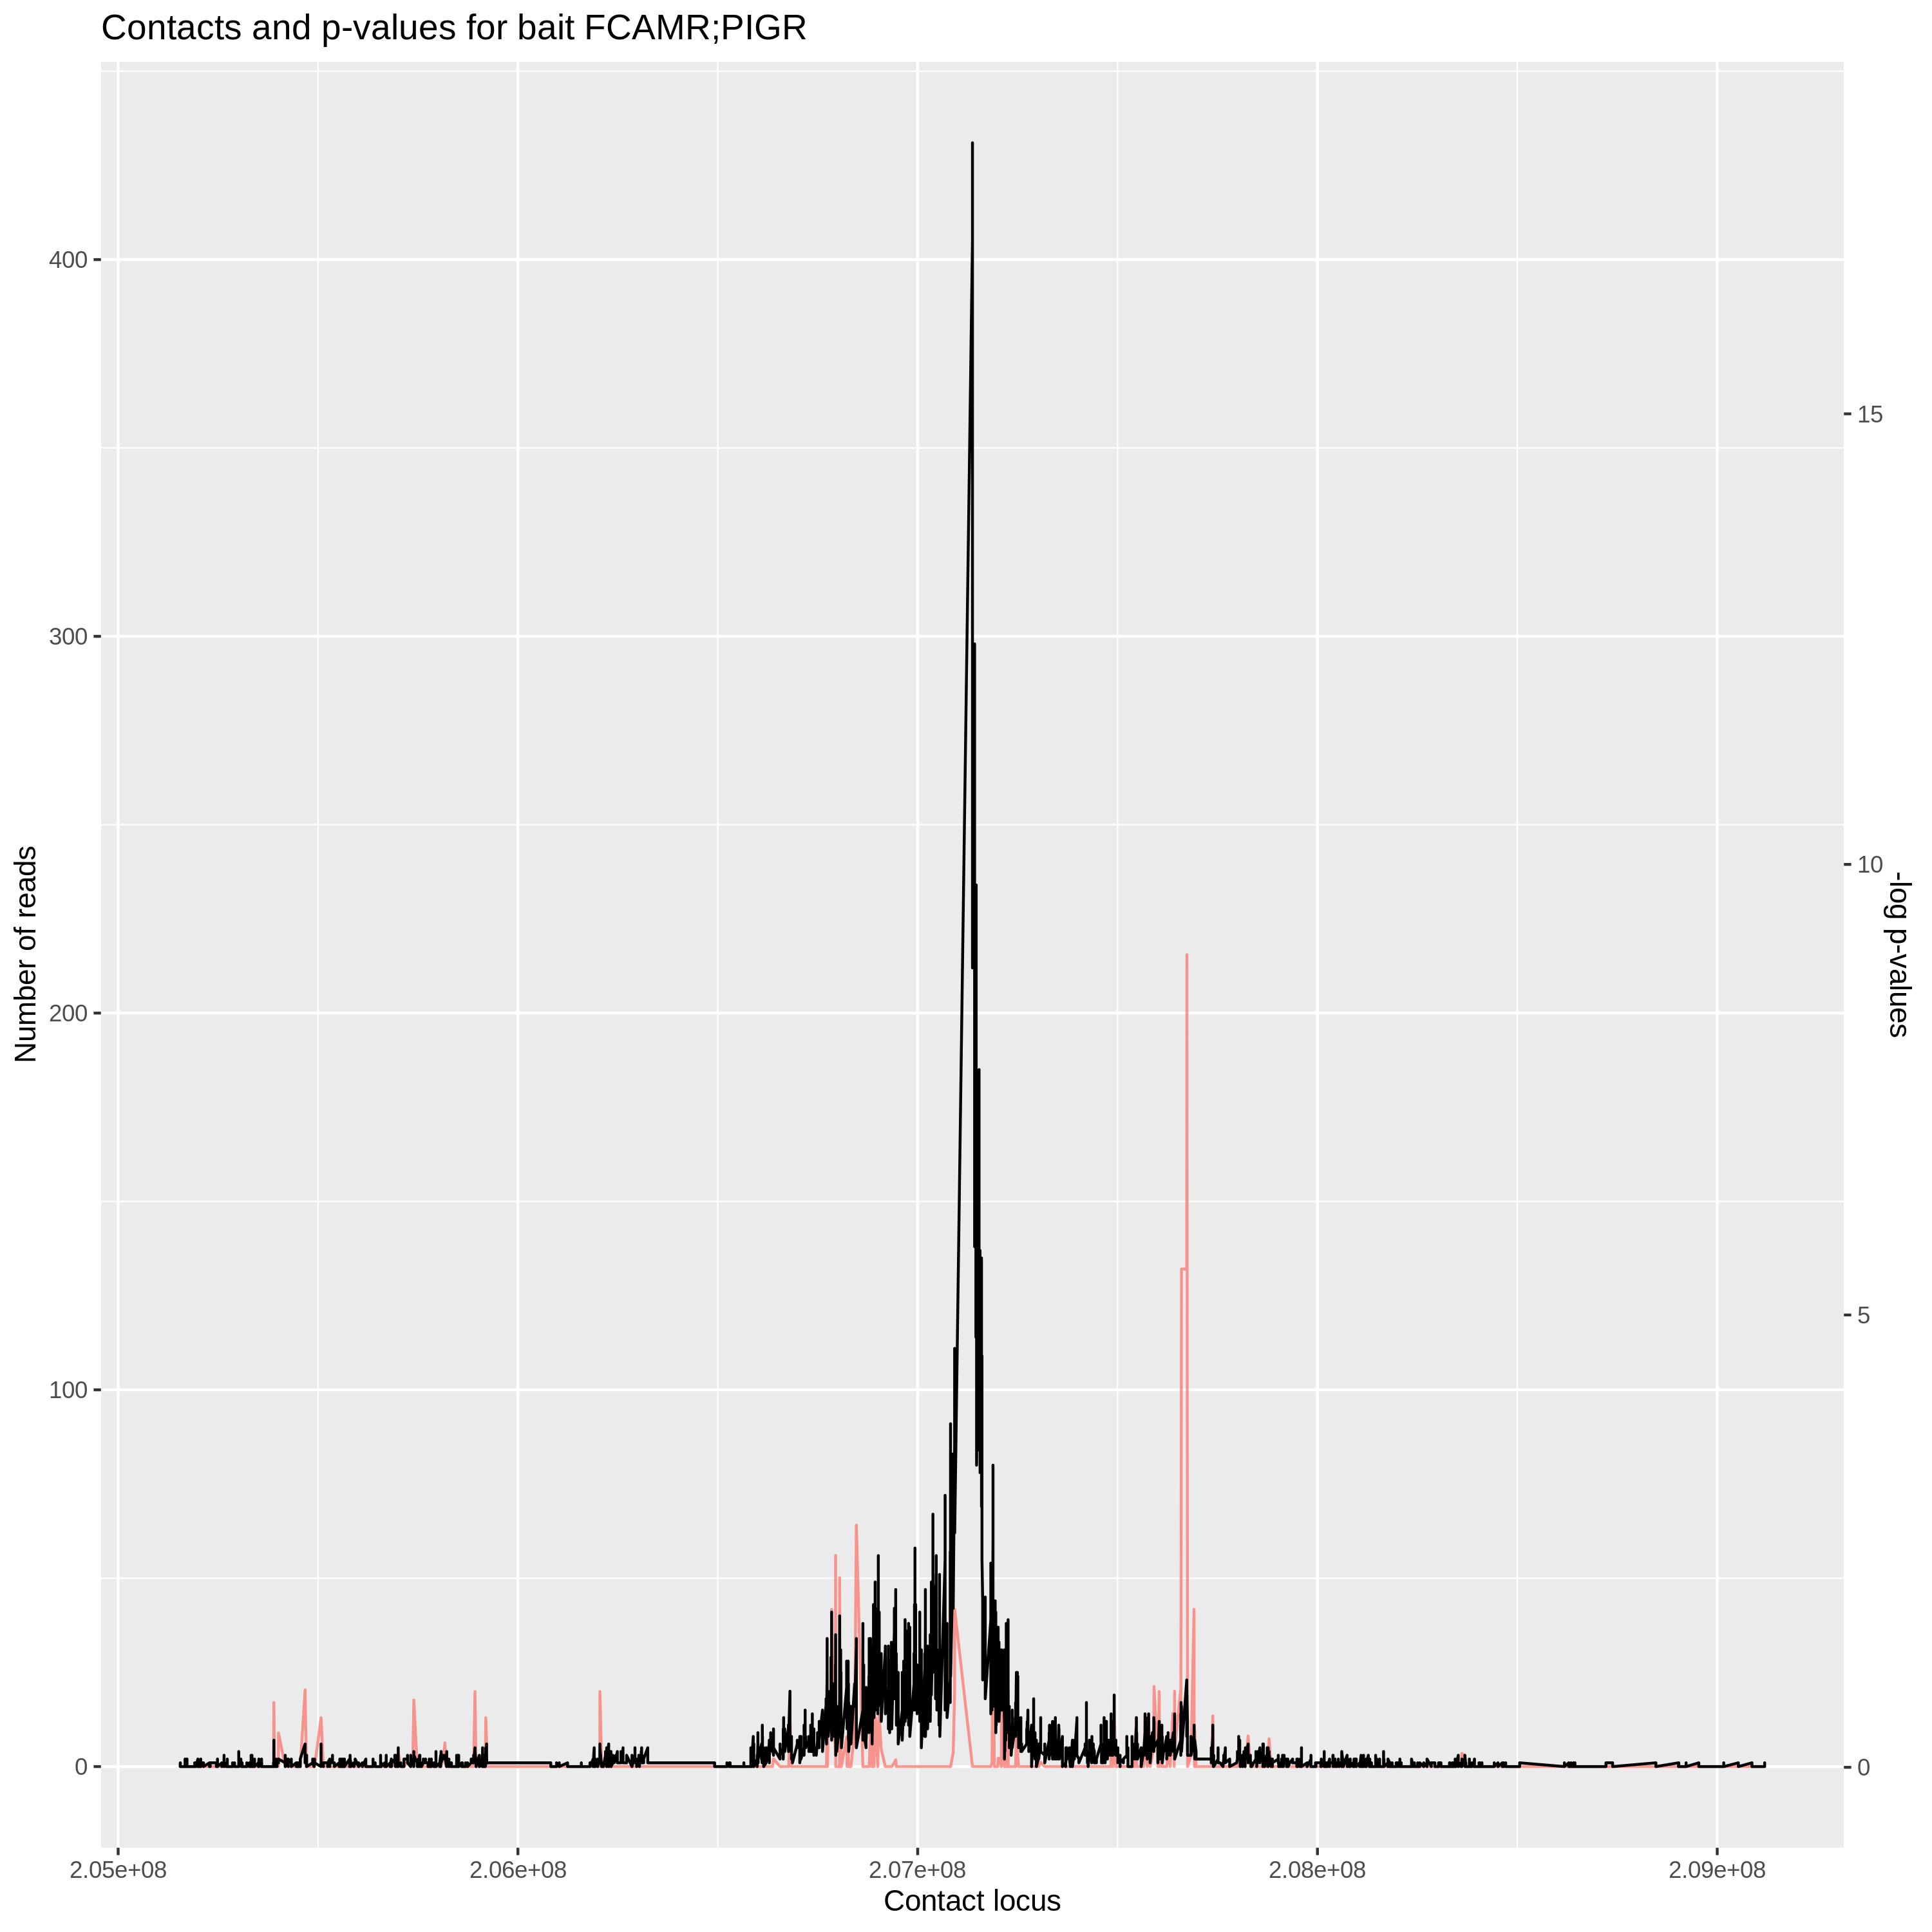 Contacts and p-values for bait FCAMR;PIGR
Number of reads
400
300
200
100
0
15
10
5
0
-log p-values
2.05e+08
2.06e+08
2.07e+08
2.08e+08
2.09e+08
Contact locus